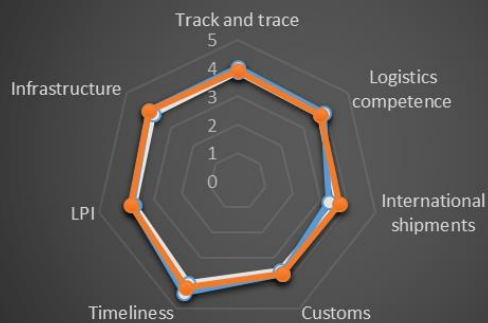 Track and trace
5
4
3
2
1
0
Logistics
competence
International
shipments
Customs
Timeliness
LPI
Infrastructure